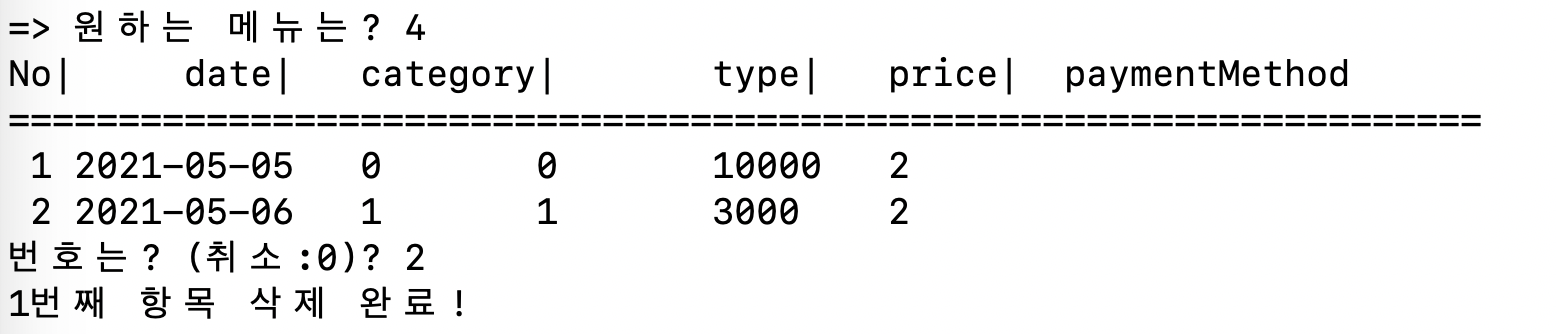 => 원하는 메뉴는? 4
No|     date|   category|       type|   price|  paymentMethod
===================================================================
 1 2021-05-05   0       0       10000   2
 2 2021-05-06   1       1       3000    2
번호는? (취소:0)? 2
1번째 항목 삭제 완료!